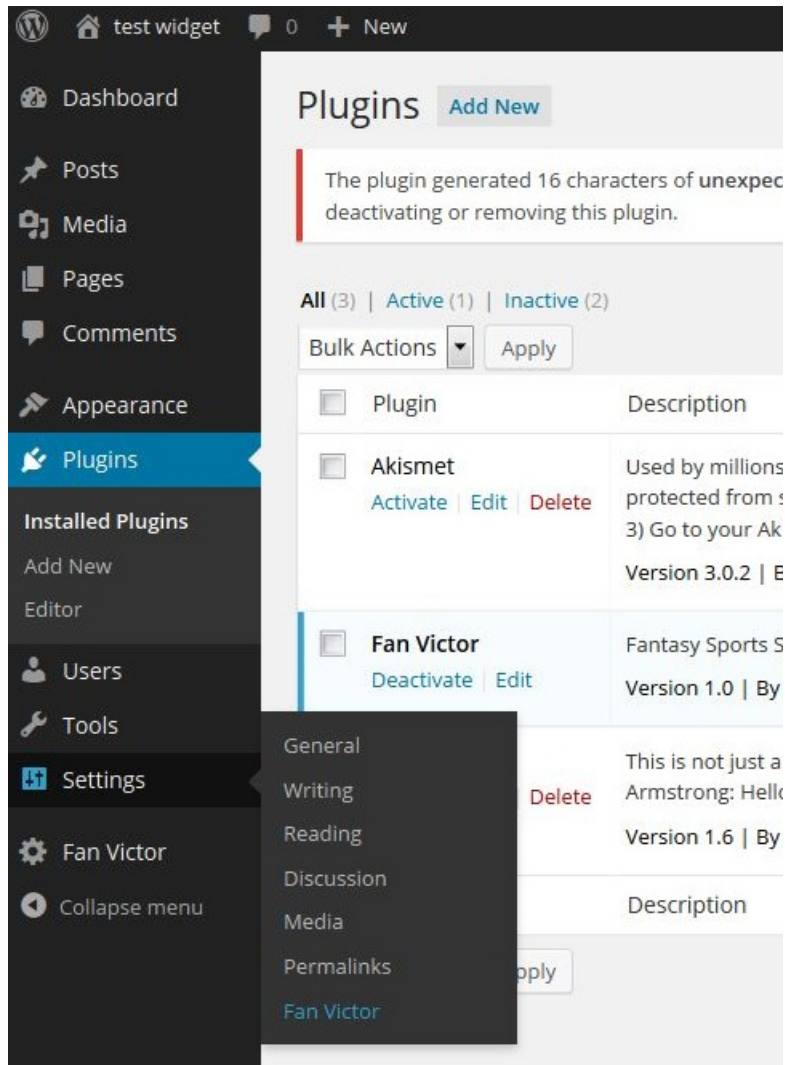 test widget 0 + New
Dashboard
Posts
Media
Pages
Comments
Appearance
Plugins
Installed Plugins
Add New
Editor
Users
Tools
Settings
Fan Victor
Collapse menu
General
Writing
Reading
Discussion
Media
Permalinks
Fan Victor
Plugins Add New
The plugin generated 16 characters of unexpec
deactivating or removing this plugin.
All (3) | Active (1) | Inactive (2)
Bulk Actions Apply
Plugin Description
Akismet Used by millions
Activate | Edit | Delete protected from s
3) Go to your Ak
Version 3.0.2 | B
Fan Victor Fantasy Sports S
Deactivate | Edit Version 1.0 | By
This is not just a
Delete Armstrong: Hello
Version 1.6 | By
Description
pply